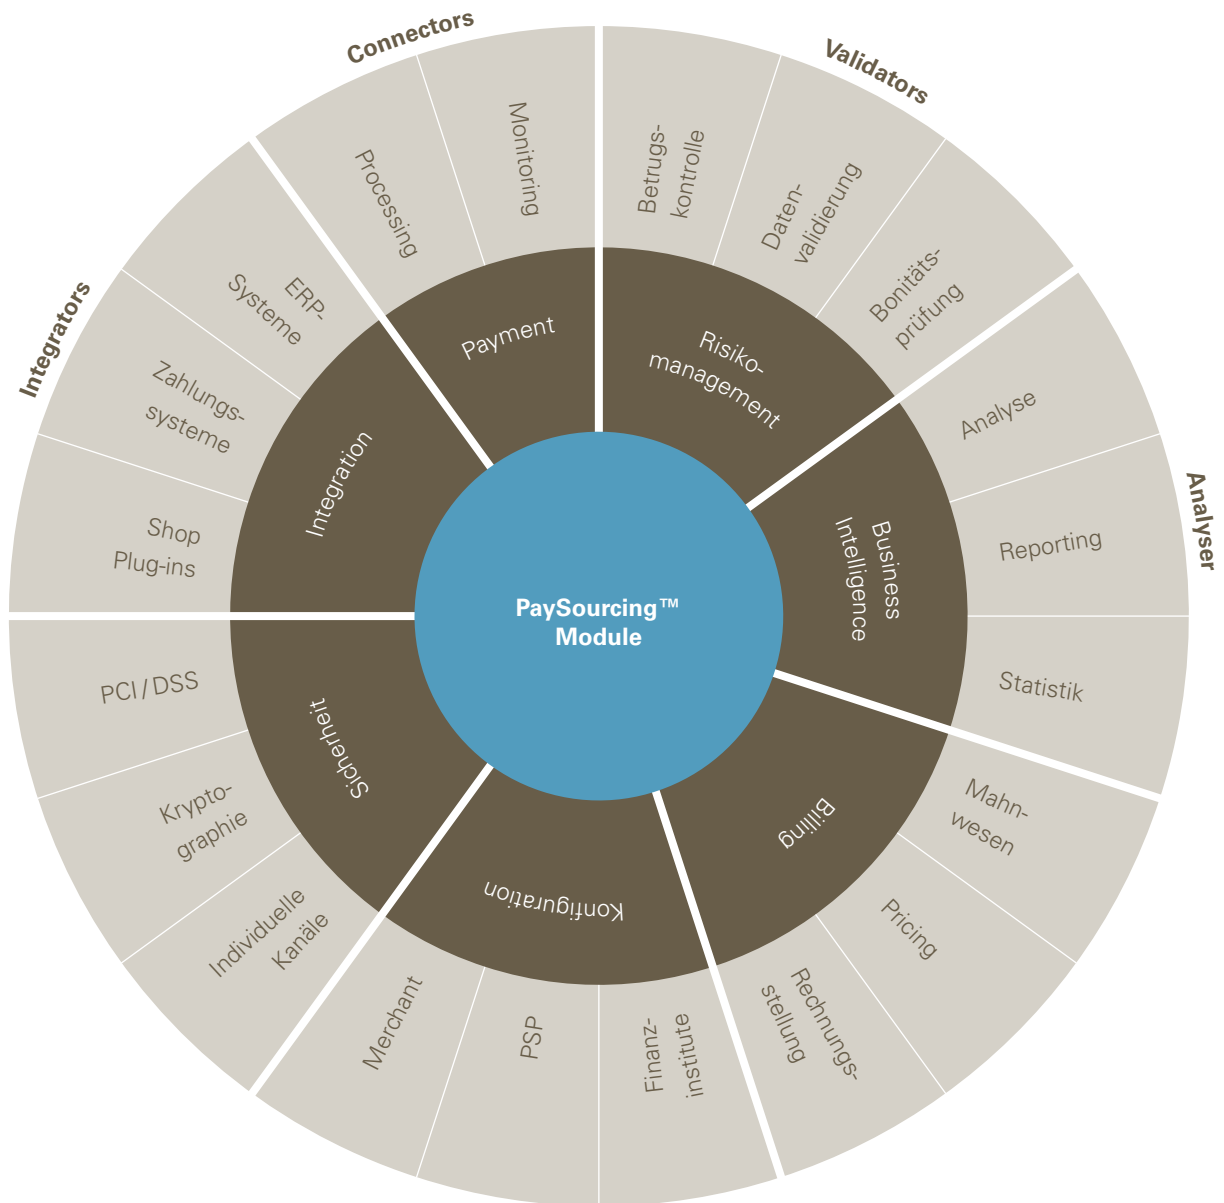 Connectors
Validators
Integrators
Analyser
Processing
Monitoring
Betrugs-
kontrolle
Daten-
validierung
Bonitäts-
prüfung
Analyse
Reporting
Statistik
Mahn-
wesen
Pricing
Rechnungs-
stellung
Finanz-
institute
PSP
Merchant
Individuelle
Kanäle
Krypto-
graphie
PCI / DSS
Shop
Plug-ins
Zahlungs-
systeme
ERP-
Systeme
Payment
Risiko-
management
Business
Intelligence
Billing
Konfiguration
Sicherheit
Integration
PaySourcing™
Module